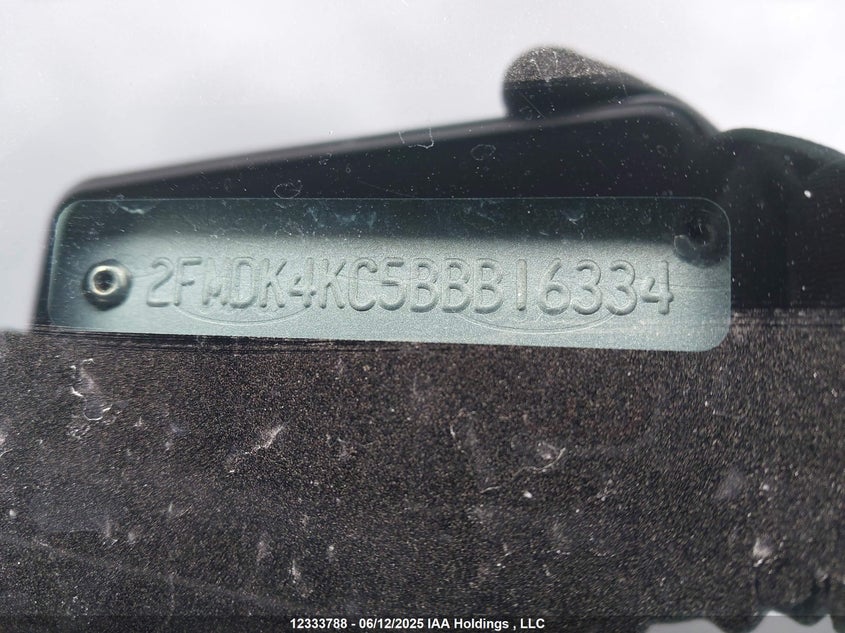 2FMDK4KC5BBB16334
12333788 - 06/12/2025 IAA Holdings , LLC